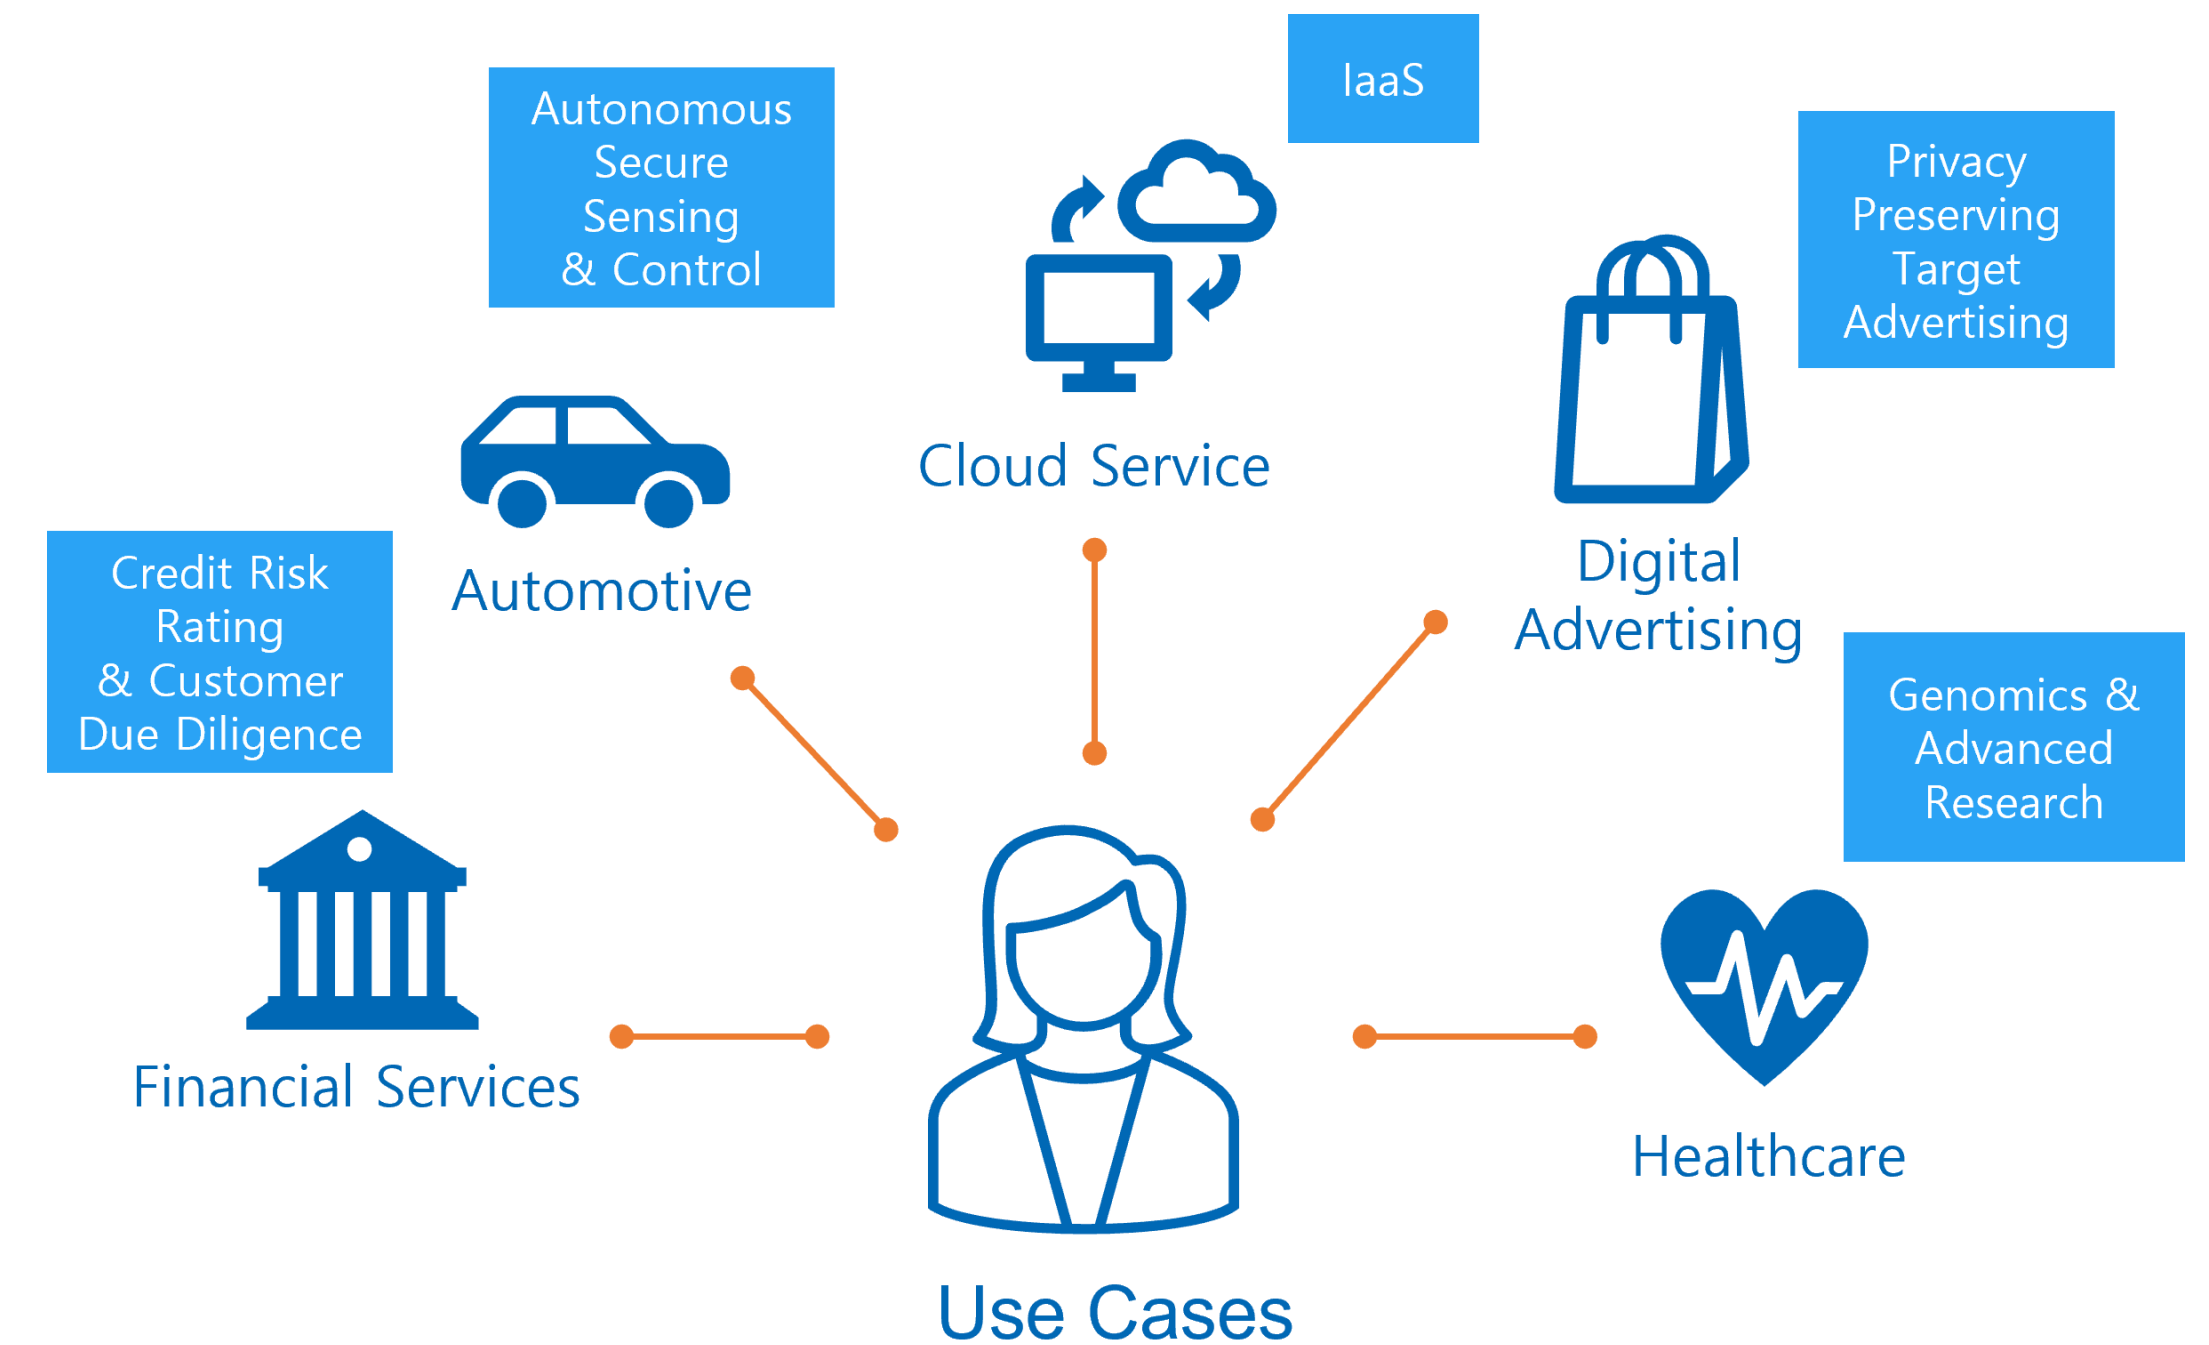 IaaS
Autonomous
Secure
Sensing
& Control
Privacy
Preserving
Target
Advertising
Cloud Service
Automotive
Digital
Advertising
Credit Risk
Rating
& Customer
Due Diligence
Genomics &
Advanced
Research
Financial Services
Healthcare
Use Cases